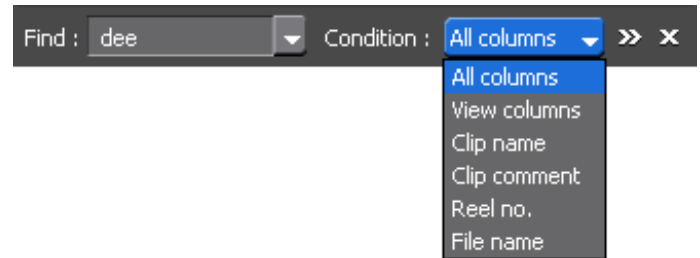 Find : dee Condition : All columns » x
All columns
View columns
Clip name
Clip comment
Reel no.
File name